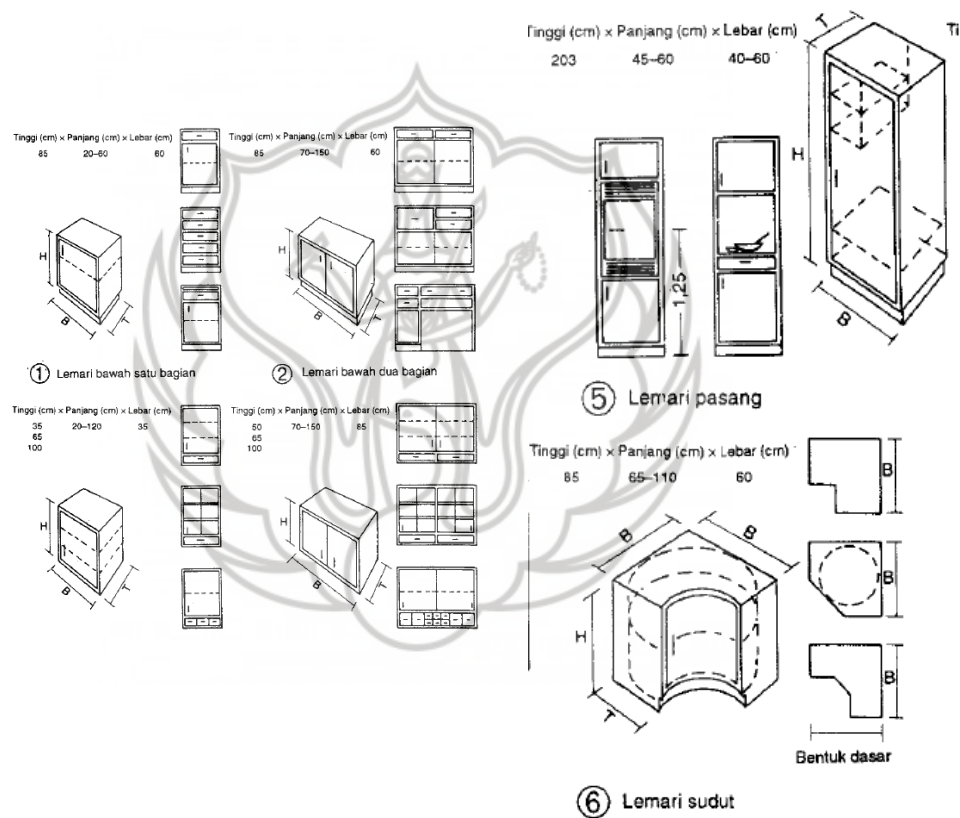 Tinggi (cm) × Panjang (cm) × Lebar (cm)
85 20–60 60
H
B
T
① Lemari bawah satu bagian
Tinggi (cm) × Panjang (cm) × Lebar (cm)
85 70–150 60
H
B
T
② Lemari bawah dua bagian
Tinggi (cm) × Panjang (cm) × Lebar (cm)
35 20–120 35
65
100
H
B
T
Tinggi (cm) × Panjang (cm) × Lebar (cm)
50 70–150 85
65
100
H
B
T
Tinggi (cm) × Panjang (cm) × Lebar (cm)
203 45–60 40–60
T
Ti
H
B
1,25
⑤ Lemari pasang
Tinggi (cm) × Panjang (cm) × Lebar (cm)
85 65–110 60
B
B
H
T
B
B
B
Bentuk dasar
⑥ Lemari sudut